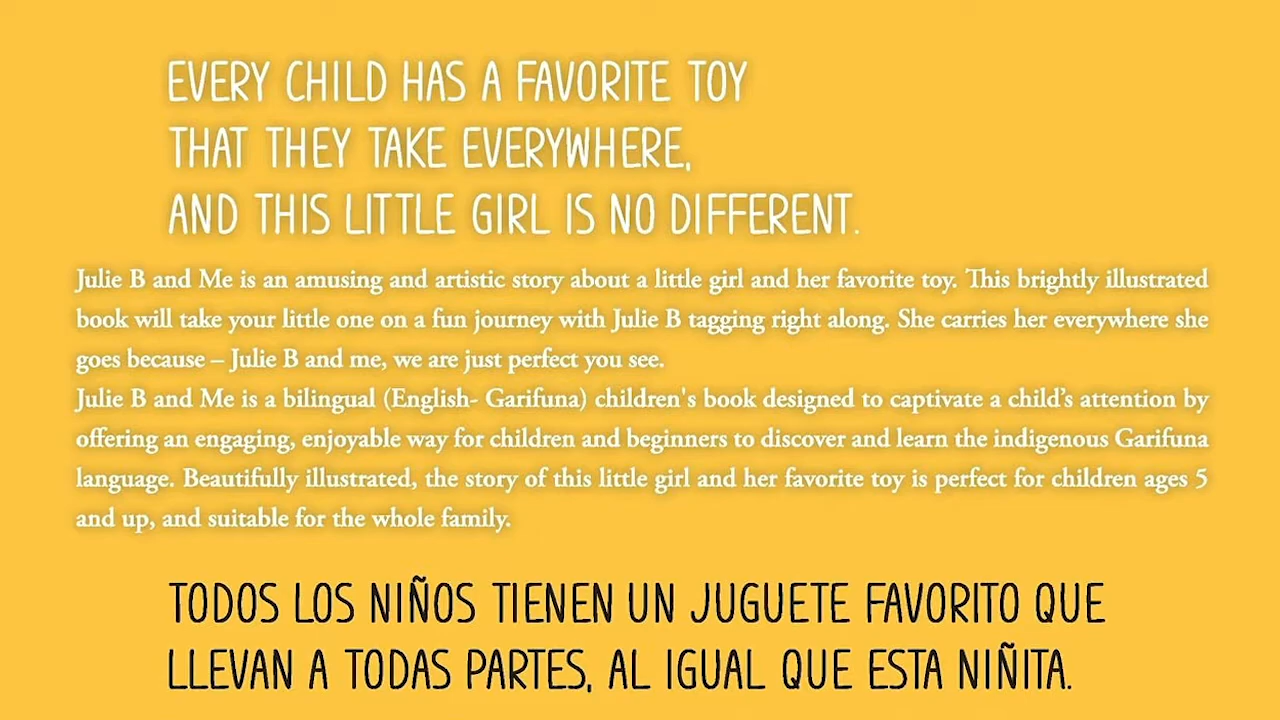 EVERY CHILD HAS A FAVORITE TOY
THAT THEY TAKE EVERYWHERE,
AND THIS LITTLE GIRL IS NO DIFFERENT.
Julie B and Me is an amusing and artistic story about a little girl and her favorite toy. This brightly illustrated
book will take your little one on a fun journey with Julie B tagging right along. She carries her everywhere she
goes because – Julie B and me, we are just perfect you see.
Julie B and Me is a bilingual (English- Garifuna) children's book designed to captivate a child’s attention by
offering an engaging, enjoyable way for children and beginners to discover and learn the indigenous Garifuna
language. Beautifully illustrated, the story of this little girl and her favorite toy is perfect for children ages 5
and up, and suitable for the whole family.
TODOS LOS NIÑOS TIENEN UN JUGUETE FAVORITO QUE
LLEVAN A TODAS PARTES, AL IGUAL QUE ESTA NIÑITA.